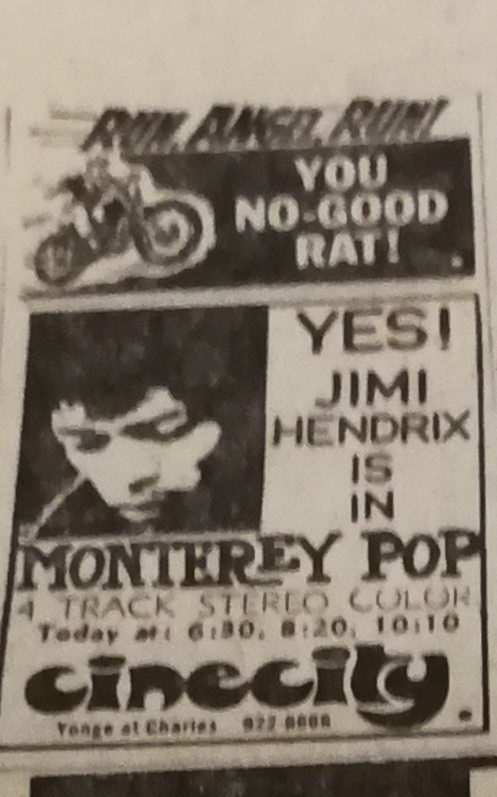 RUN, ANGEL, RUN!
YOU
NO-GOOD
RAT!
YES!
JIMI
HENDRIX
IS
IN
MONTEREY POP
4 TRACK STEREO COLOR
Today at: 6:30, 8:20, 10:10
cinecity
Yonge at Charles